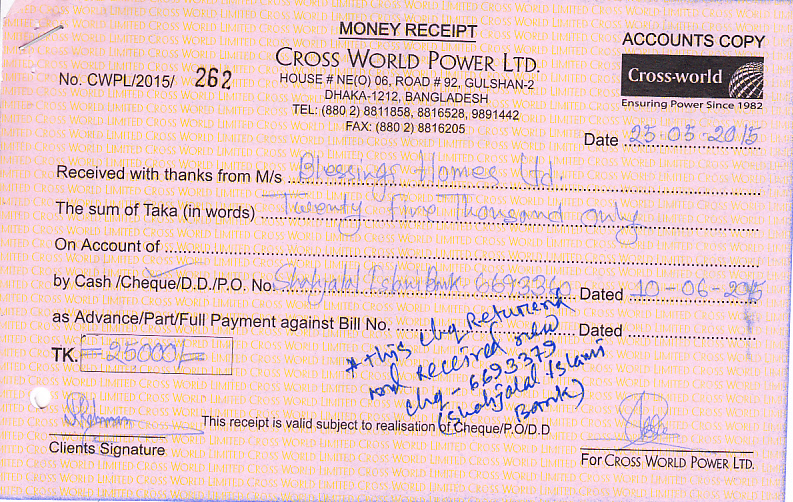 MONEY RECEIPT
ACCOUNTS COPY
CROSS WORLD POWER LTD.
Cross-world
Ensuring Power Since 1982
No. CWPL/2015/ 262
HOUSE # NE(O) 06, ROAD # 92, GULSHAN-2
DHAKA-1212, BANGLADESH
TEL: (880 2) 8811858, 8816528, 9891442
FAX: (880 2) 8816205
Date 25-05-2015
Received with thanks from M/s Blessings Homes Ltd.
The sum of Taka (in words) Twenty Five Thousand only
On Account of
by Cash /Cheque/D.D./P.O. No. Shahjalal Islami Bank 6693360 Dated 10-06-2015
as Advance/Part/Full Payment against Bill No. Dated
TK. =25000/=
* This chq Returned
and Received new
chq - 6693379
(Shahjalal Islami
Bank)
This receipt is valid subject to realisation of Cheque/P.O/D.D
Clients Signature
For CROSS WORLD POWER LTD.